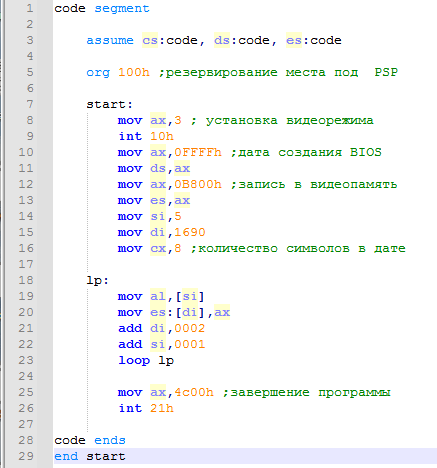 1 code segment
2
3 assume cs:code, ds:code, es:code
4
5 org 100h ;резервирование места под  PSP
6
7 start:
8 mov ax,3 ; установка видеорежима
9 int 10h
10 mov ax,0FFFFh ;дата создания BIOS
11 mov ds,ax
12 mov ax,0B800h ;запись в видеопамять
13 mov es,ax
14 mov si,5
15 mov di,1690
16 mov cx,8 ;количество символов в дате
17
18 lp:
19 mov al,[si]
20 mov es:[di],ax
21 add di,0002
22 add si,0001
23 loop lp
24
25 mov ax,4c00h ;завершение программы
26 int 21h
27
28 code ends
29 end start